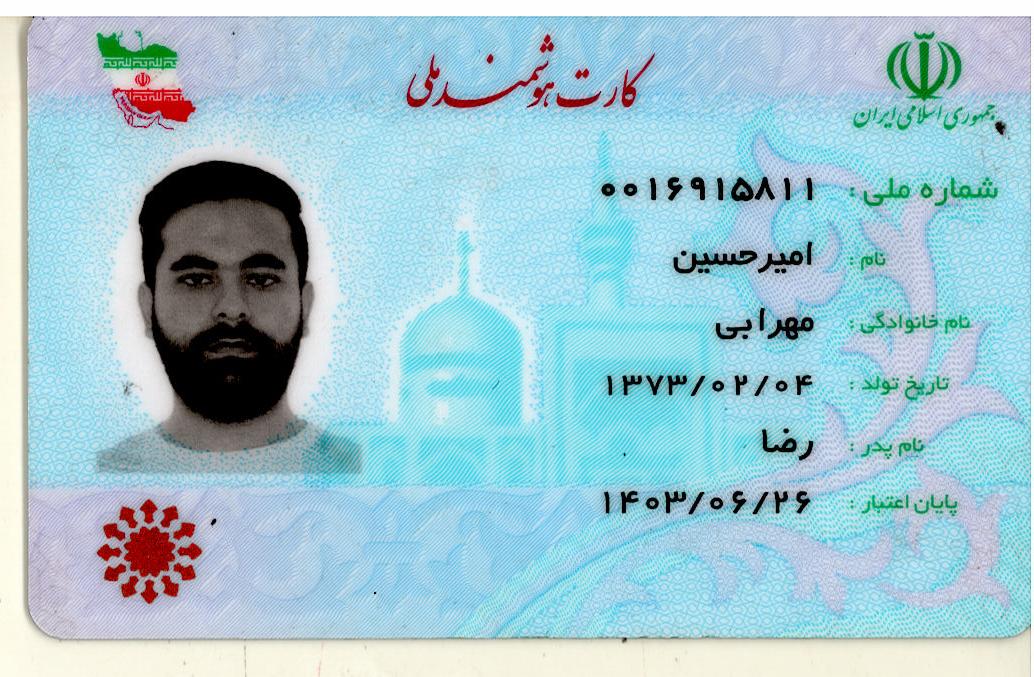 کارت هوشمند ملی
جمهوری اسلامی ایران
شماره ملی : ۰۰۱۶۹۱۵۸۱۱
نام : امیرحسین
نام خانوادگی : مهرابی
تاریخ تولد : ۱۳۷۳/۰۲/۰۴
نام پدر : رضا
پایان اعتبار : ۱۴۰۳/۰۶/۲۶